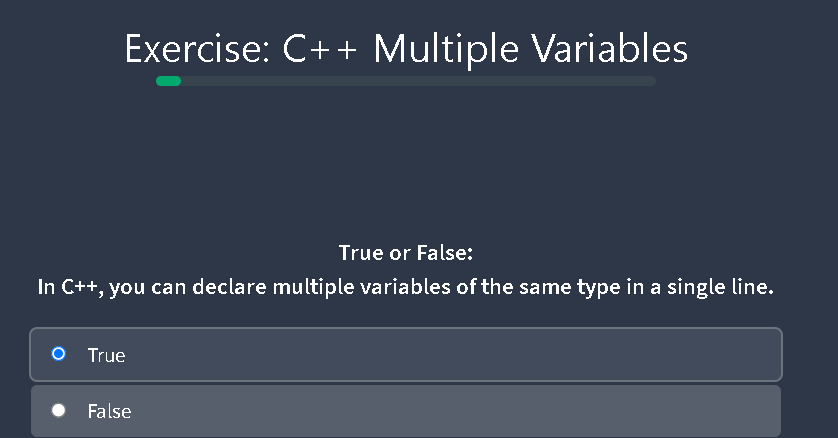 Exercise: C++ Multiple Variables
True or False:
In C++, you can declare multiple variables of the same type in a single line.
True
False